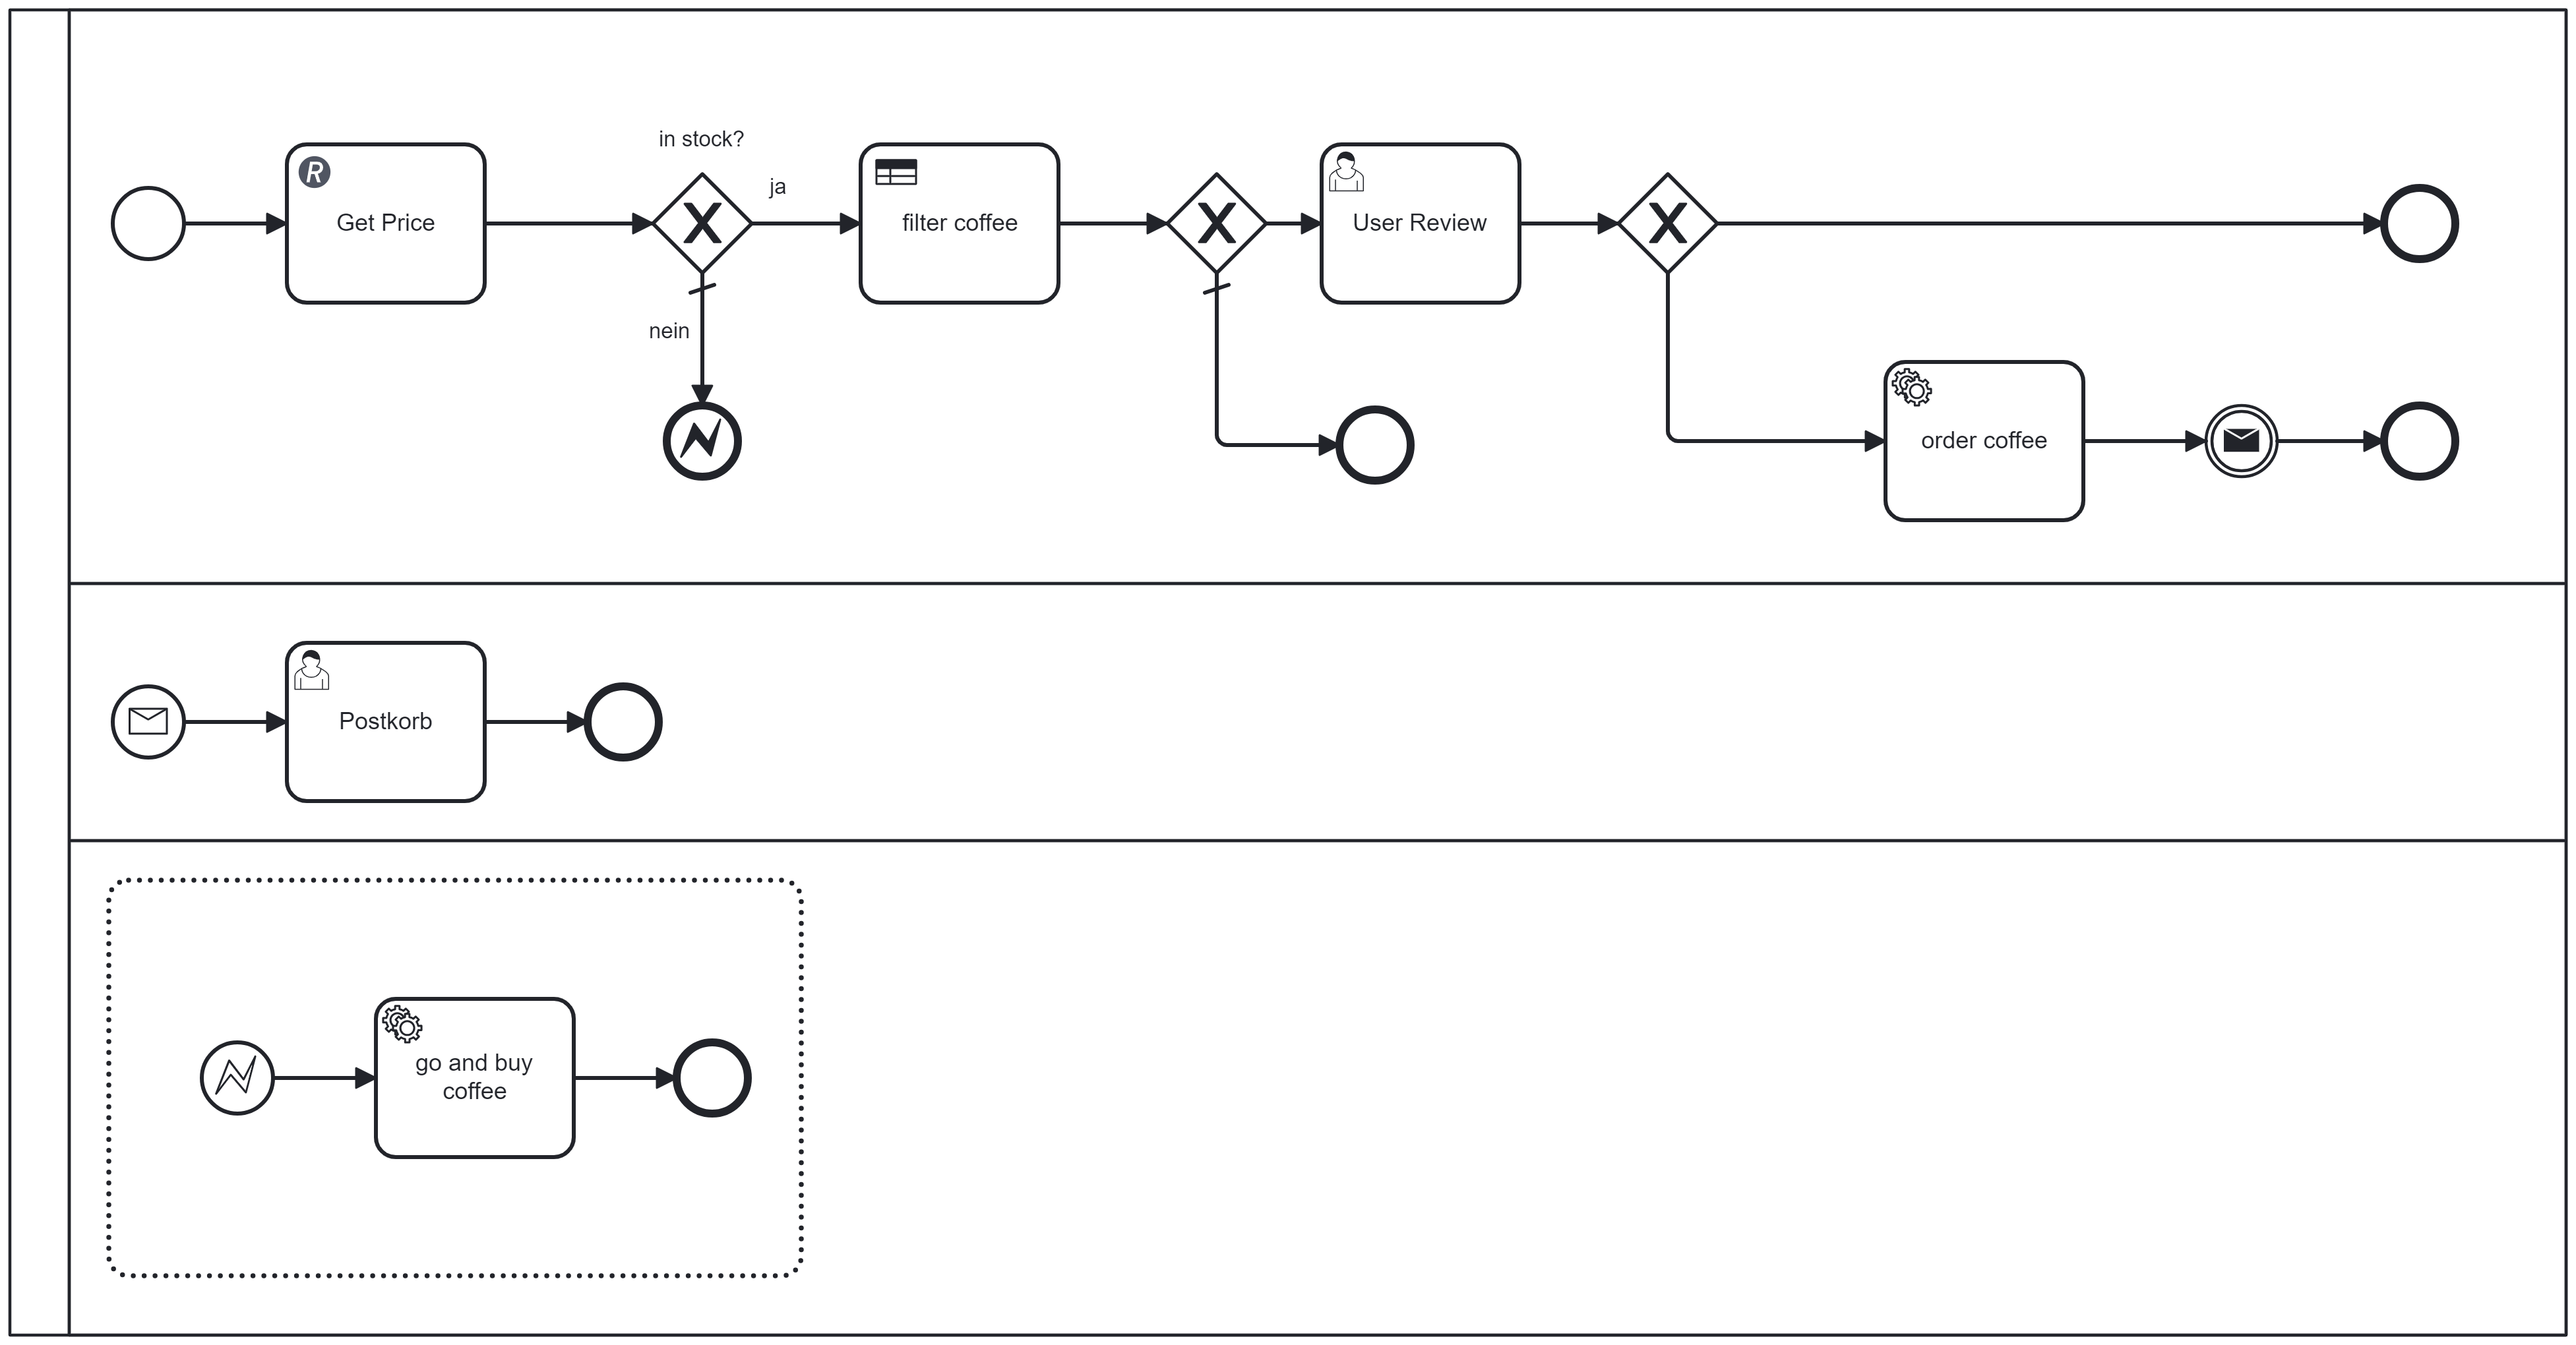 in stock?
ja
R
Get Price
filter coffee
User Review
nein
order coffee
Postkorb
go and buy
coffee